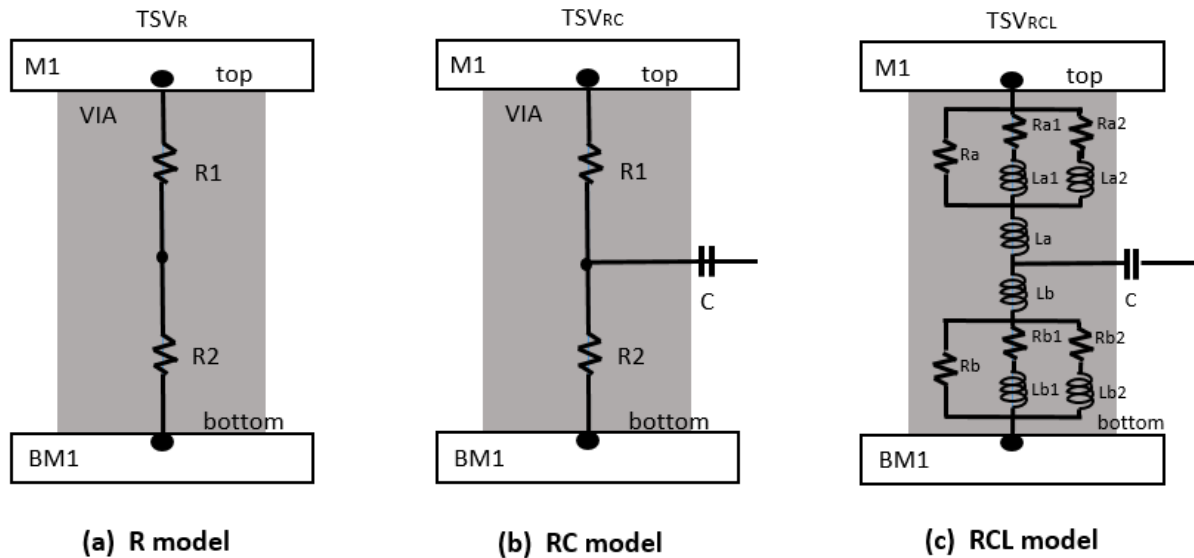 TSVR
M1
top
VIA
R1
R2
bottom
BM1
(a) R model
TSVRC
M1
top
VIA
R1
C
R2
bottom
BM1
(b) RC model
TSVRCL
M1
top
Ra
Ra1
Ra2
La1
La2
La
Lb
C
Rb
Rb1
Rb2
Lb1
Lb2
bottom
BM1
(c) RCL model